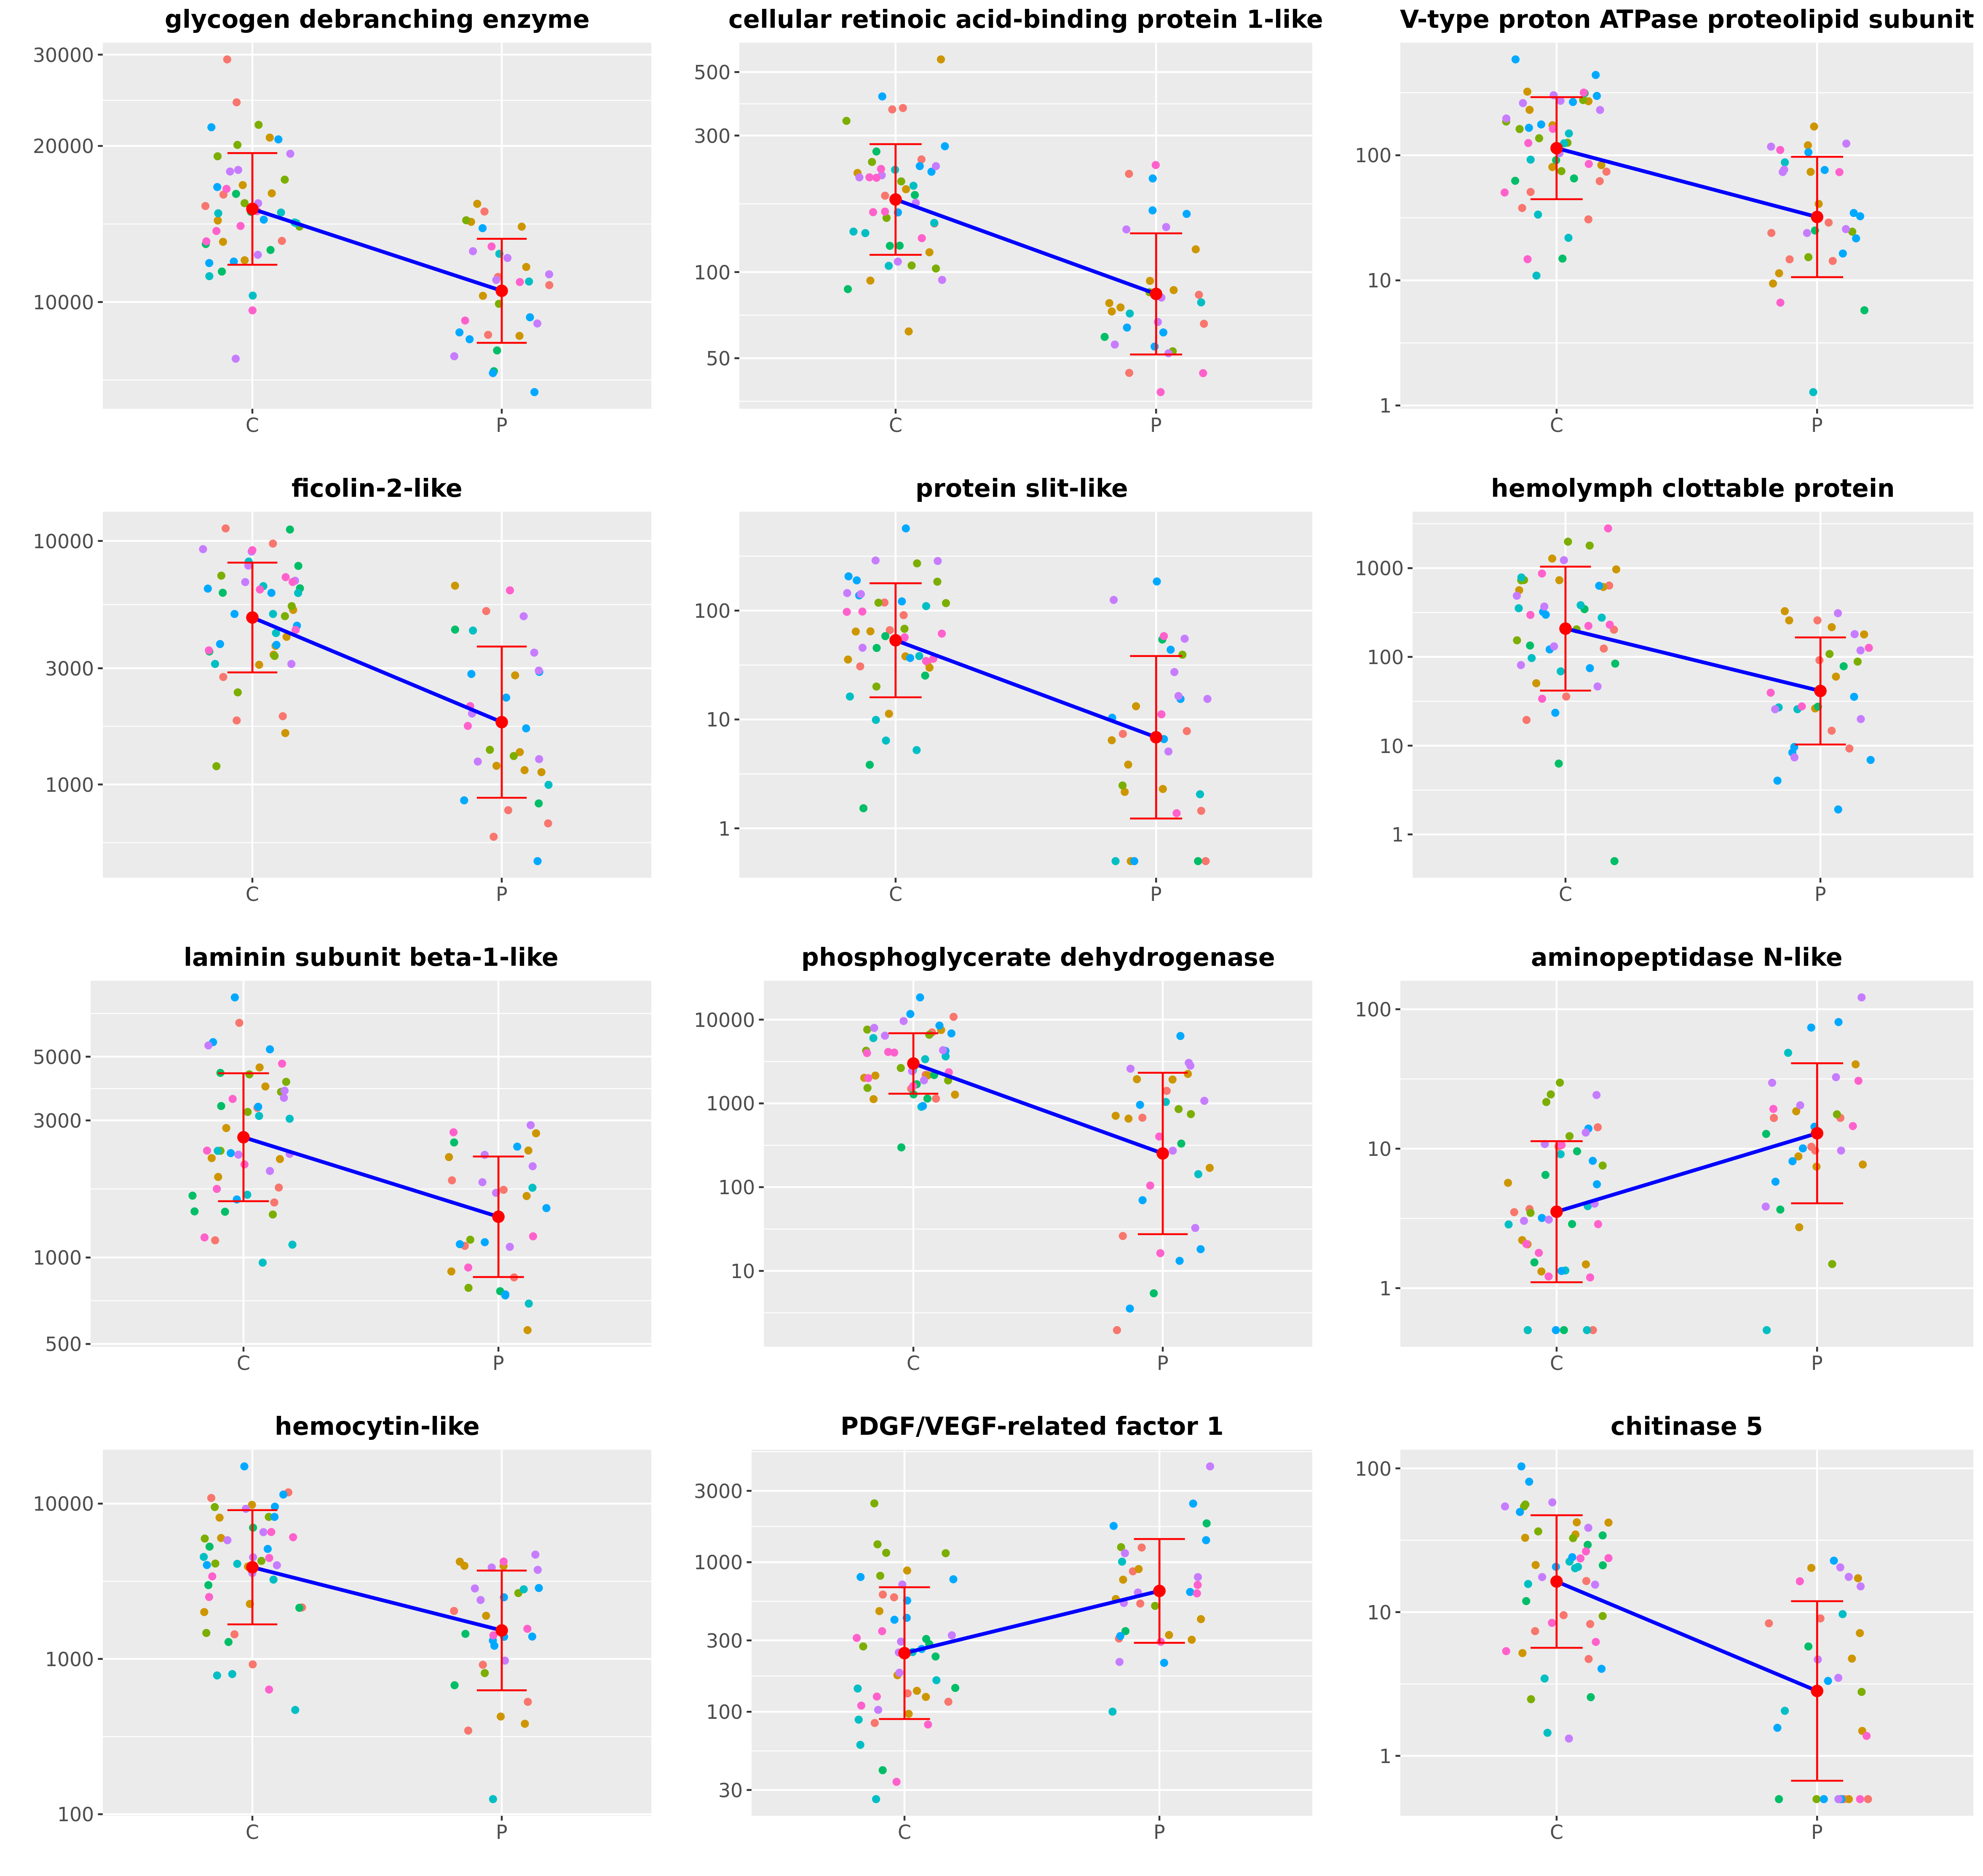 glycogen debranching enzyme
30000
20000
10000
C P
cellular retinoic acid-binding protein 1-like
500
300
100
50
C P
V-type proton ATPase proteolipid subunit
100
10
1
C P
ficolin-2-like
10000
3000
1000
C P
protein slit-like
100
10
1
C P
hemolymph clottable protein
1000
100
10
1
C P
laminin subunit beta-1-like
5000
3000
1000
500
C P
phosphoglycerate dehydrogenase
10000
1000
100
10
C P
aminopeptidase N-like
100
10
1
C P
hemocytin-like
10000
1000
100
C P
PDGF/VEGF-related factor 1
3000
1000
300
100
30
C P
chitinase 5
100
10
1
C P